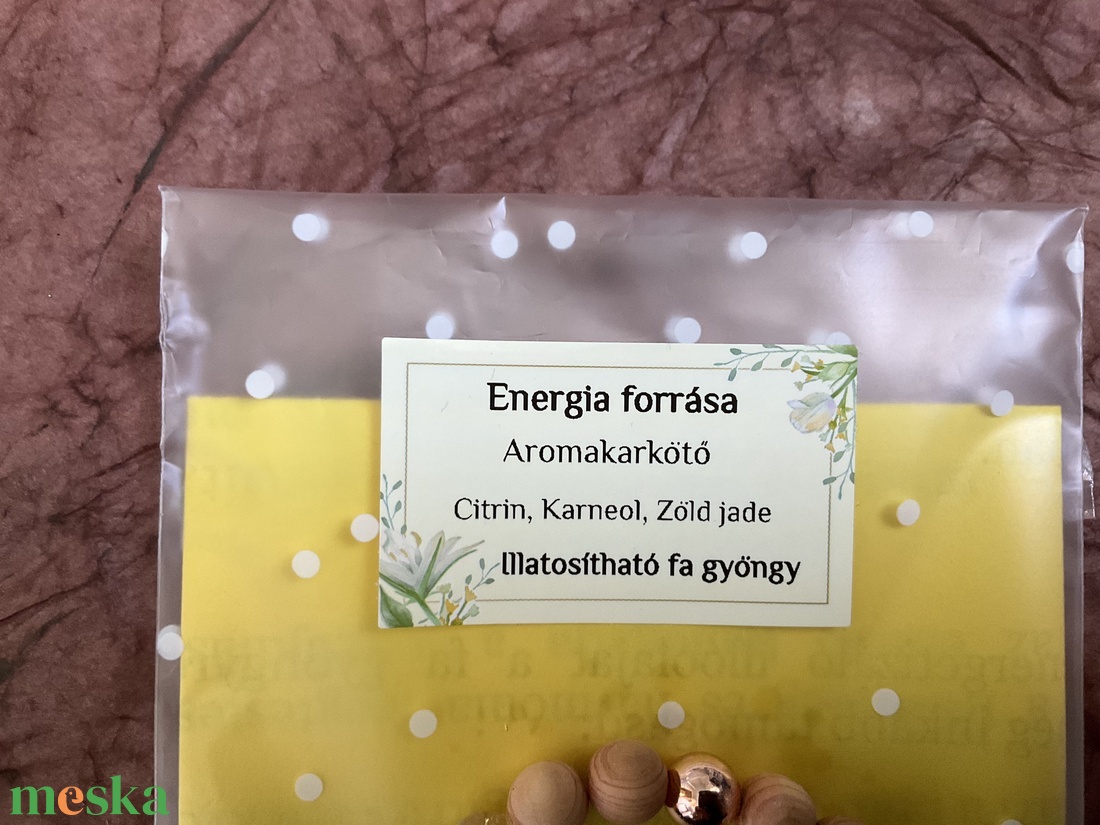 Energia forrása
Aromakarkötő
Citrin, Karneol, Zöld jade
Illatosítható fa gyöngy
meska